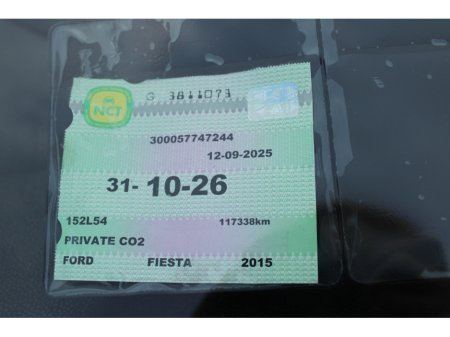 G 3811073
NCT
300057747244
12-09-2025
31- 10-26
152L54
117338km
PRIVATE CO2
FORD FIESTA 2015